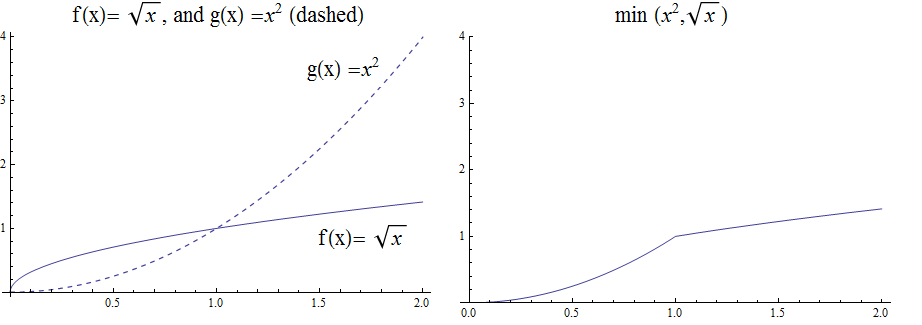 f(x)= √x , and g(x) =x² (dashed)
4
3
2
1
0.5 1.0 1.5 2.0
g(x) =x²
f(x)= √x
min (x²,√x )
4
3
2
1
0.0 0.5 1.0 1.5 2.0